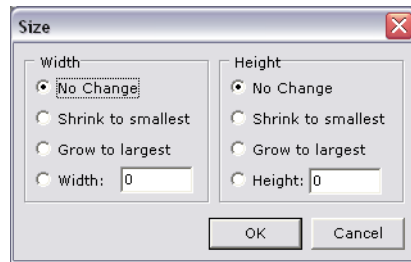 Size
Width
No Change
Shrink to smallest
Grow to largest
Width: 0
Height
No Change
Shrink to smallest
Grow to largest
Height: 0
OK
Cancel